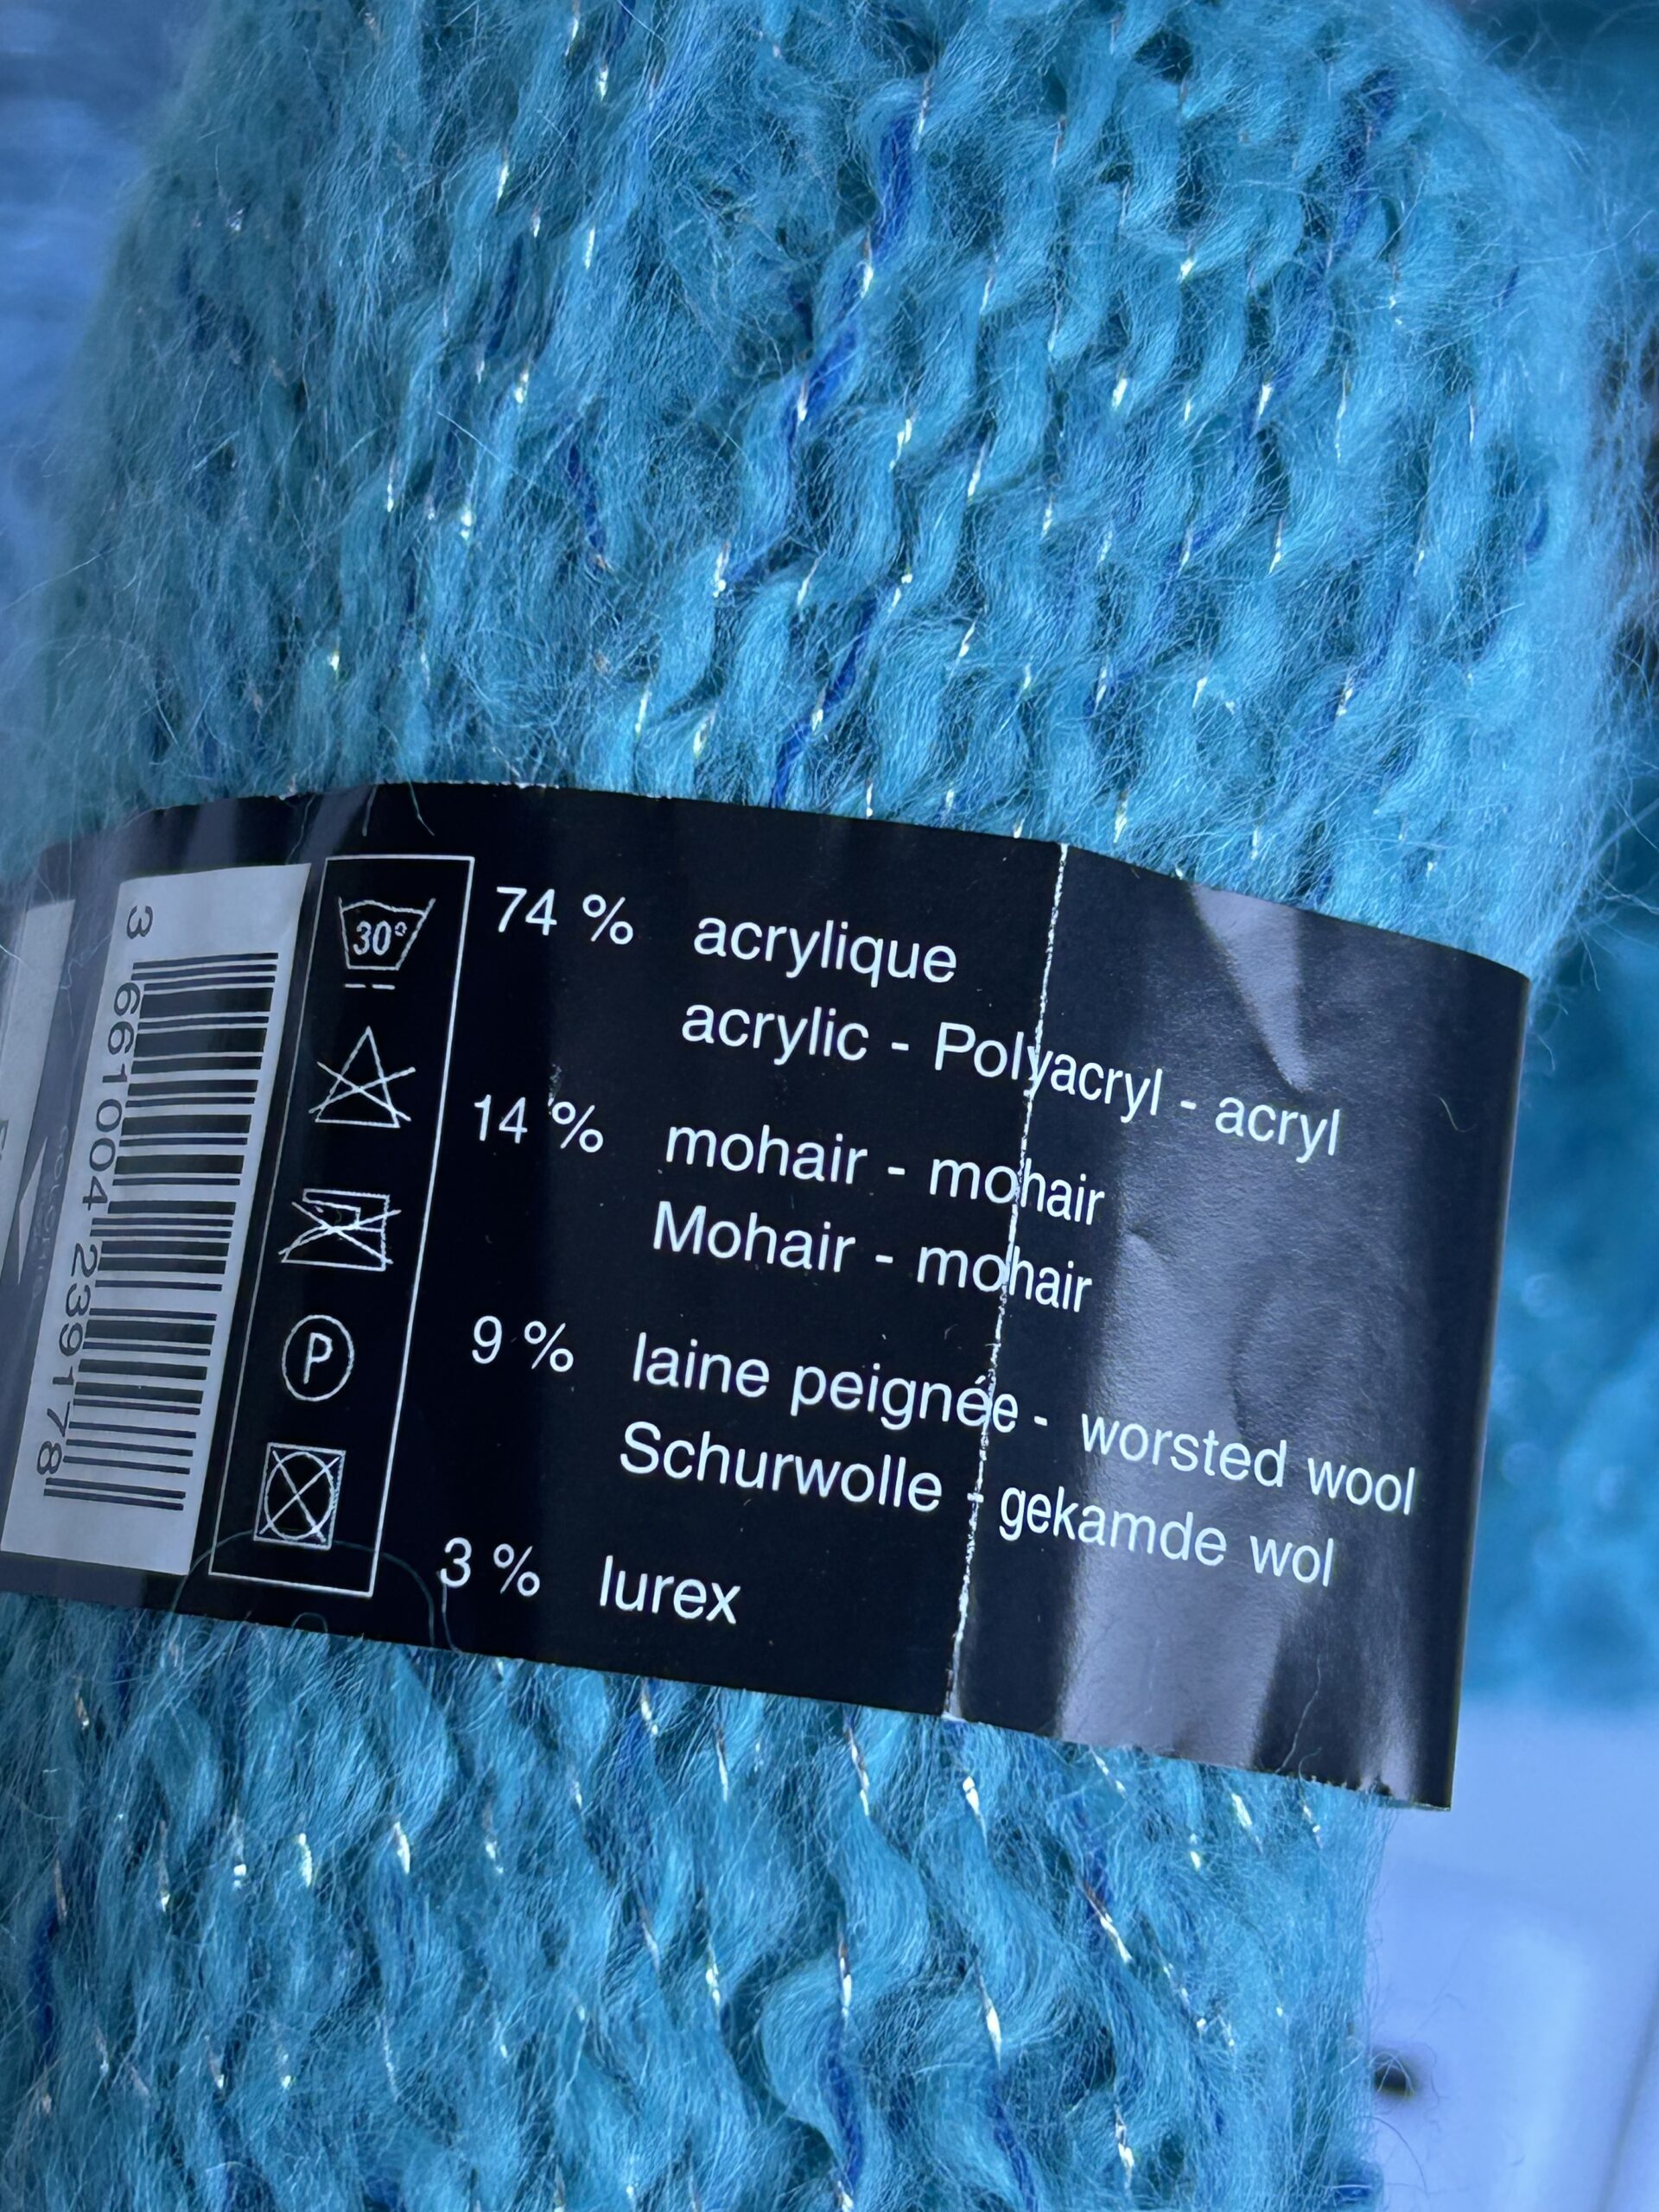 3 661004 239178
30°
P
74 % acrylique
acrylic - Polyacryl - acryl
14 % mohair - mohair
Mohair - mohair
9 % laine peignée - worsted wool
Schurwolle - gekamde wol
3 % lurex